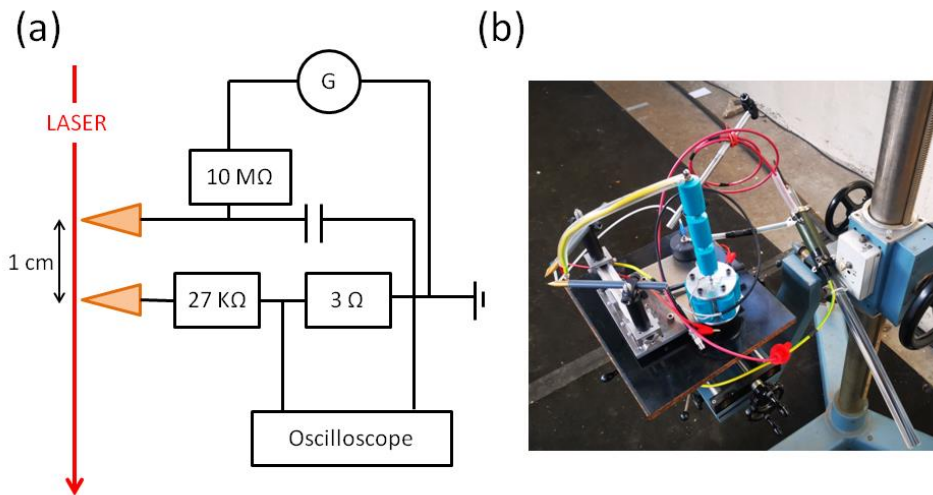 (a)
(b)
G
LASER
10 MΩ
1 cm
27 KΩ
3 Ω
Oscilloscope